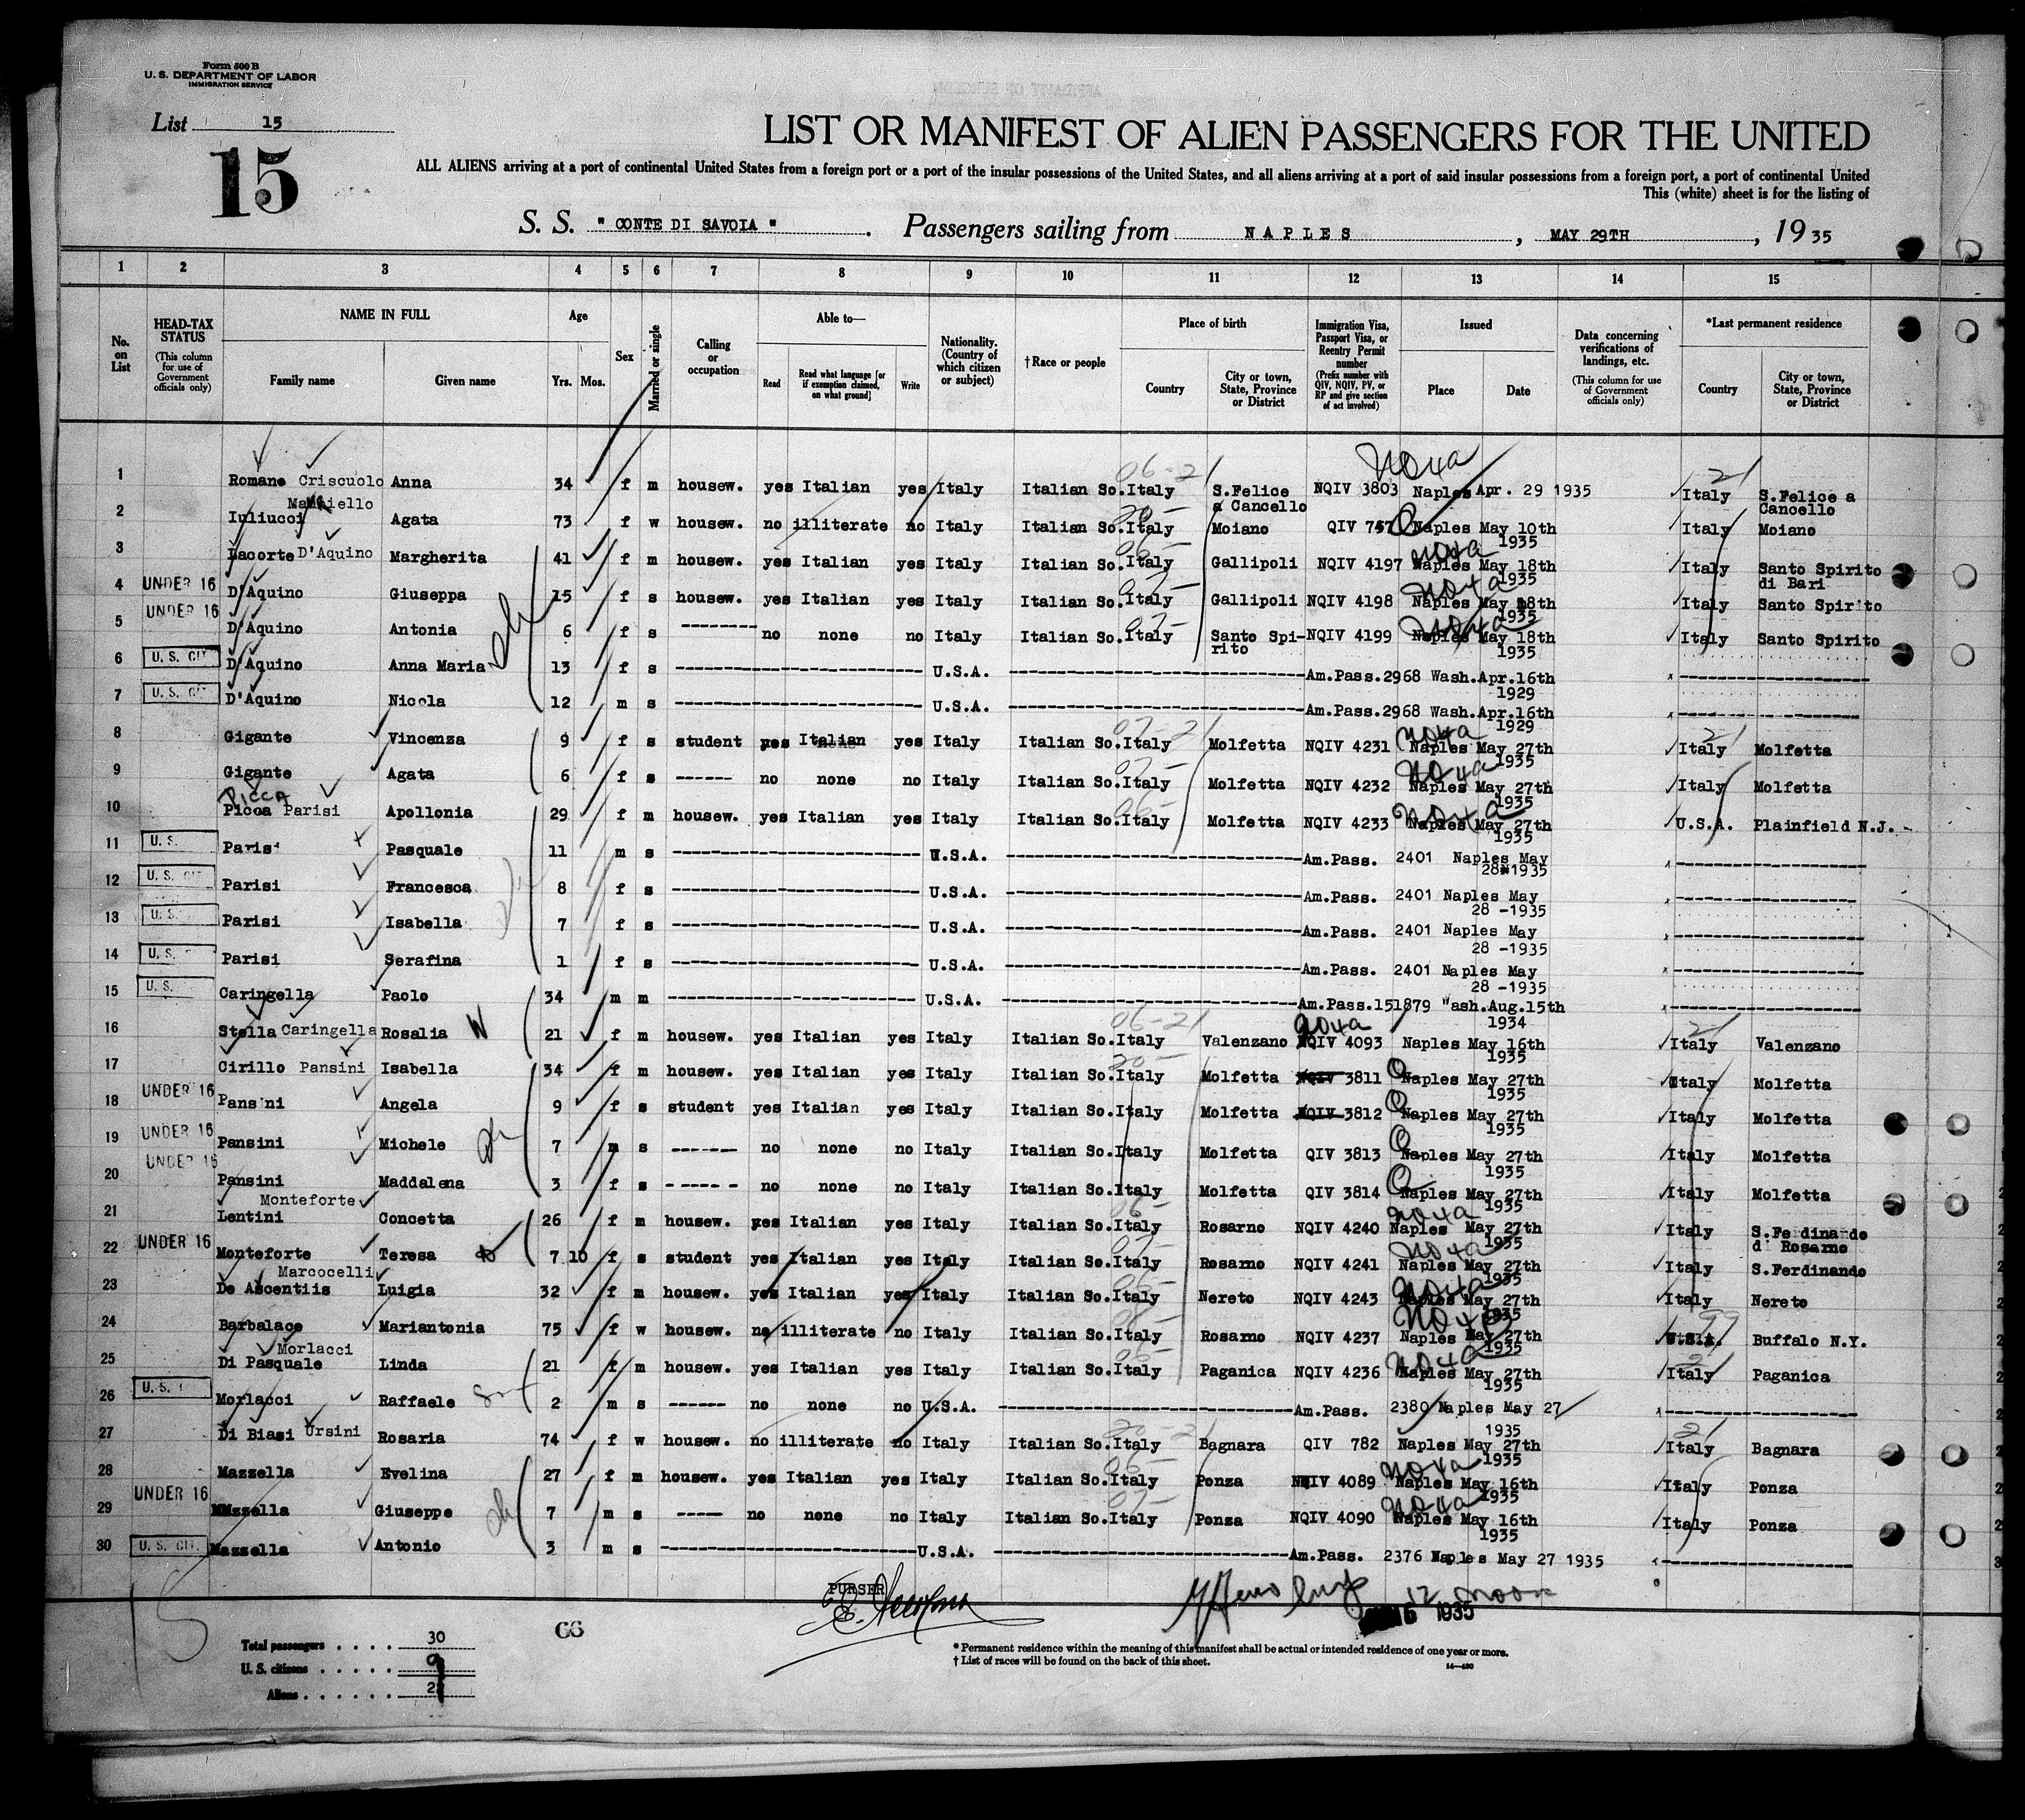 Form 500 B
U. S. DEPARTMENT OF LABOR
IMMIGRATION SERVICE
List 15
15
LIST OR MANIFEST OF ALIEN PASSENGERS FOR THE UNITED
ALL ALIENS arriving at a port of continental United States from a foreign port or a port of the insular possessions of the United States, and all aliens arriving at a port of said insular possessions from a foreign port, a port of continental United
This (white) sheet is for the listing of
S. S. " CONTE DI SAVOIA " . Passengers sailing from NAPLES , MAY 29TH , 19 35
1 2 3 4 5 6 7 8 9 10 11 12 13 14 15
No. on List
HEAD-TAX STATUS (This column for use of Government officials only)
NAME IN FULL Family name Given name
Age Yrs. Mos.
Sex
Married or single
Calling or occupation
Able to— Read Read what language [or if exemption claimed, on what ground] Write
Nationality. (Country of which citizen or subject)
† Race or people
Place of birth Country City or town, State, Province or District
Immigration Visa, Passport Visa, or Reentry Permit number (Prefix number with QIV, NQIV, PV, or RP and give section of act involved)
Issued Place Date
Data concerning verifications of landings, etc. (This column for use of Government officials only)
*Last permanent residence Country City or town, State, Province or District
1 Romano Criscuolo Anna 34 f m housew. yes Italian yes Italy Italian So. Italy S.Felice a Cancello NQIV 3803 Naples Apr. 29 1935 Italy S.Felice a Cancello
2 Iuliucci Agata 73 f w housew. no illiterate no Italy Italian So. Italy Moiano QIV Naples May 10th 1935 Italy Moiano
3 Lacorte D'Aquino Margherita 41 f m housew. yes Italian yes Italy Italian So. Italy Gallipoli NQIV 4197 Naples May 18th 1935 Italy Santo Spirito di Bari
4 UNDER 16 D'Aquino Giuseppa 15 f s housew. yes Italian yes Italy Italian So. Italy Gallipoli NQIV 4198 Naples May 18th 1935 Italy Santo Spirito
5 UNDER 16 D'Aquino Antonia 6 f s -------- no none no Italy Italian So. Italy Santo Spirito NQIV 4199 Naples May 18th 1935 Italy Santo Spirito
6 U.S. CIT D'Aquino Anna Maria 13 f s U.S.A. Am.Pass.2968 Wash.Apr.16th 1929
7 U.S. CIT D'Aquino Nicola 12 m s U.S.A. Am.Pass.2968 Wash.Apr.16th 1929
8 Gigante Vincenza 9 f s student yes Italian yes Italy Italian So. Italy Molfetta NQIV 4231 Naples May 27th 1935 Italy Molfetta
9 Gigante Agata 6 f s ------ no none no Italy Italian So. Italy Molfetta NQIV 4232 Naples May 27th 1935 Italy Molfetta
PICCA
10 Picca Parisi Apollonia 29 f m housew. yes Italian yes Italy Italian So. Italy Molfetta NQIV 4233 Naples May 27th 1935 U.S.A. Plainfield N.J.
11 U.S. Parisi Pasquale 11 m s U.S.A. Am.Pass. 2401 Naples May 28 1935
12 U.S. CIT Parisi Francesca 8 f s U.S.A. Am.Pass. 2401 Naples May 28 -1935
13 U.S. Parisi Isabella 7 f s U.S.A. Am.Pass. 2401 Naples May 28 -1935
14 U.S. Parisi Serafina 1 f s U.S.A. Am.Pass. 2401 Naples May 28 -1935
15 U.S. Caringella Paolo 34 m m U.S.A. Am.Pass.151879 Wash.Aug.15th 1934
16 Stella Caringella Rosalia 21 f m housew. yes Italian yes Italy Italian So. Italy Valenzano NQIV 4093 Naples May 16th 1935 Italy Valenzano
17 Cirillo Pansini Isabella 34 f m housew. yes Italian yes Italy Italian So. Italy Molfetta NQIV 3811 Naples May 27th 1935 Italy Molfetta
18 UNDER 16 Pansini Angela 9 f s student yes Italian yes Italy Italian So. Italy Molfetta NQIV 3812 Naples May 27th 1935 Italy Molfetta
19 UNDER 16 Pansini Michele 7 m s ------- no none no Italy Italian So. Italy Molfetta QIV 3813 Naples May 27th 1935 Italy Molfetta
20 UNDER 16 Pansini Maddalena 3 f s ------ no none no Italy Italian So. Italy Molfetta QIV 3814 Naples May 27th 1935 Italy Molfetta
21 Lentini Monteforte Concetta 26 f m housew. yes Italian yes Italy Italian So. Italy Rosarno NQIV 4240 Naples May 27th 1935 Italy S.Ferdinando d Rosarno
22 UNDER 16 Monteforte Teresa 7 10 f s student yes Italian yes Italy Italian So. Italy Rosarno NQIV 4241 Naples May 27th 1935 Italy S.Ferdinando
23 De Ascentiis Marcocelli Luigia 32 f m housew. yes Italian yes Italy Italian So. Italy Nereto NQIV 4243 Naples May 27th 1935 Italy Nereto
24 Barbalace Mariantonia 75 f w housew. no illiterate no Italy Italian So. Italy Rosarno NQIV 4237 Naples May 27th 1935 U.S.A. Buffalo N.Y.
25 Di Pasquale Morlacci Linda 21 f m housew. yes Italian yes Italy Italian So. Italy Paganica NQIV 4236 Naples May 27th 1935 Italy Paganica
26 U.S. Morlacci Raffaele 2 m s ------ no none no U.S.A. Am.Pass. 2380 Naples May 27 1935
27 Di Biasi Ursini Rosaria 74 f w housew. no illiterate no Italy Italian So. Italy Bagnara QIV 782 Naples May 27th 1935 Italy Bagnara
28 Mazzella Evelina 27 f m housew. yes Italian yes Italy Italian So. Italy Ponza NQIV 4089 Naples May 16th 1935 Italy Ponza
29 UNDER 16 Mazzella Giuseppe 7 m s ----- no none no Italy Italian So. Italy Ponza NQIV 4090 Naples May 16th 1935 Italy Ponza
30 U.S. CIT. Mazzella Antonio 3 m s U.S.A. Am.Pass. 2376 Naples May 27 1935
PURSER
12 noon
6 1935
Total passengers . . . . 30
U. S. citizens . . . . . 9
Aliens . . . . . .
C6
* Permanent residence within the meaning of this manifest shall be actual or intended residence of one year or more.
† List of races will be found on the back of this sheet.
14—480